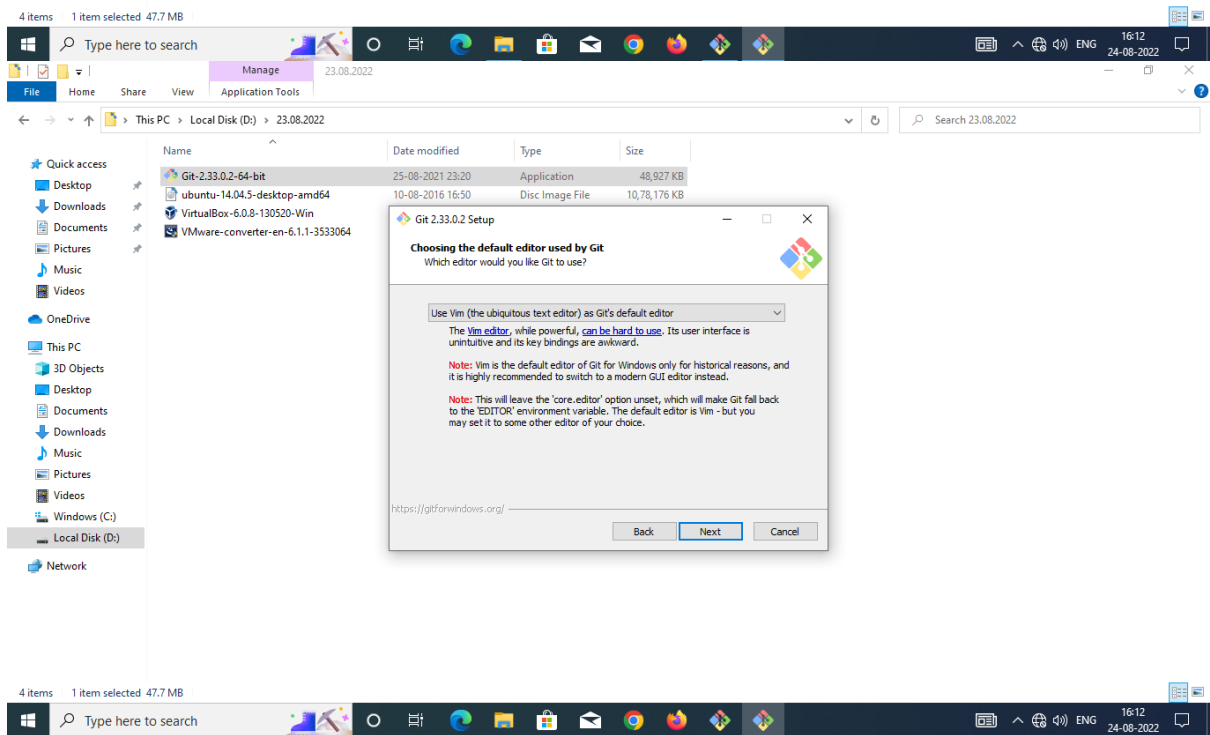 4 items 1 item selected 47.7 MB
Type here to search ENG 16:12
24-08-2022
Manage 23.08.2022
File Home Share View Application Tools
This PC > Local Disk (D:) > 23.08.2022 Search 23.08.2022
Name Date modified Type Size
Quick access
Git-2.33.0.2-64-bit 25-08-2021 23:20 Application 48,927 KB
Desktop
ubuntu-14.04.5-desktop-amd64 10-08-2016 16:50 Disc Image File 10,78,176 KB
Downloads
VirtualBox-6.0.8-130520-Win
Documents
VMware-converter-en-6.1.1-3533064
Pictures
Music
Videos
OneDrive
This PC
3D Objects
Desktop
Documents
Downloads
Music
Pictures
Videos
Windows (C:)
Local Disk (D:)
Network
Git 2.33.0.2 Setup
Choosing the default editor used by Git
Which editor would you like Git to use?
Use Vim (the ubiquitous text editor) as Git's default editor
The Vim editor, while powerful, can be hard to use. Its user interface is
unintuitive and its key bindings are awkward.
Note: Vim is the default editor of Git for Windows only for historical reasons, and
it is highly recommended to switch to a modern GUI editor instead.
Note: This will leave the 'core.editor' option unset, which will make Git fall back
to the 'EDITOR' environment variable. The default editor is Vim - but you
may set it to some other editor of your choice.
https://gitforwindows.org/
Back Next Cancel
4 items 1 item selected 47.7 MB
Type here to search ENG 16:12
24-08-2022